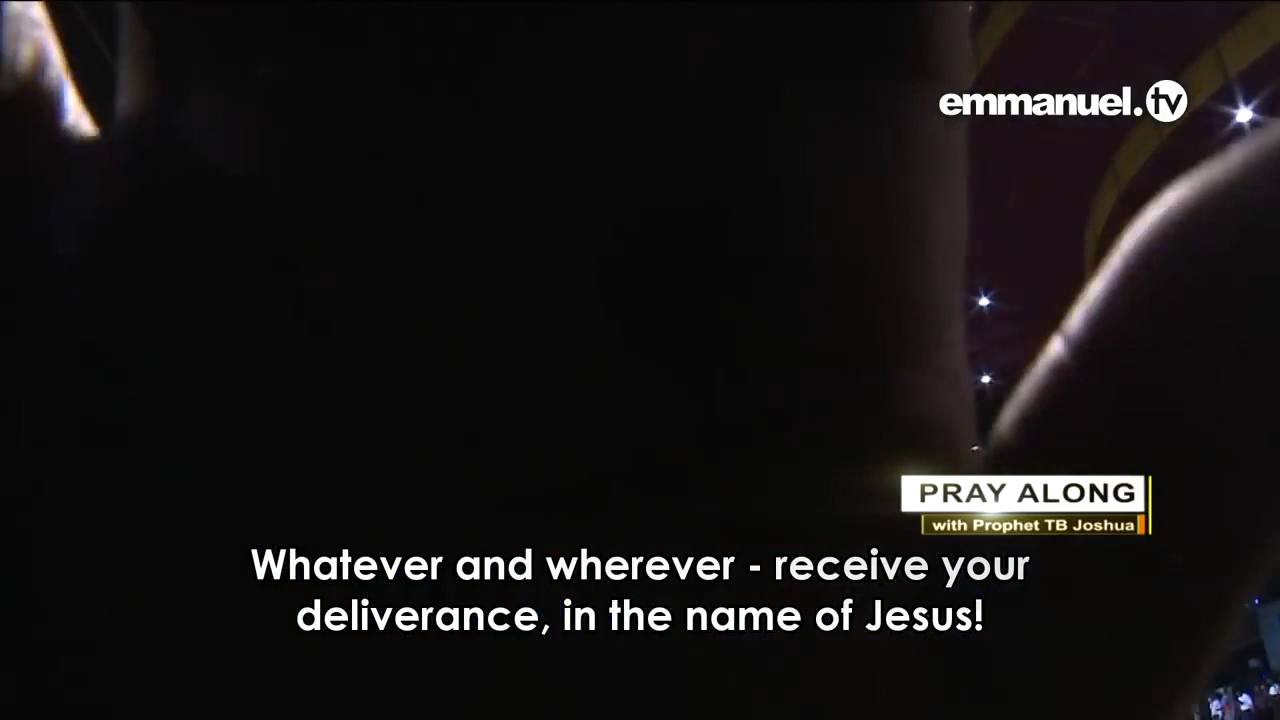 emmanuel.tv
PRAY ALONG
with Prophet TB Joshua
Whatever and wherever - receive your
deliverance, in the name of Jesus!